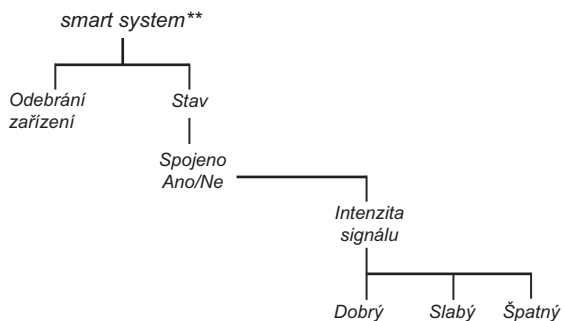 smart system**
Odebrání
zařízení
Stav
Spojeno
Ano/Ne
Intenzita
signálu
Dobrý
Slabý
Špatný